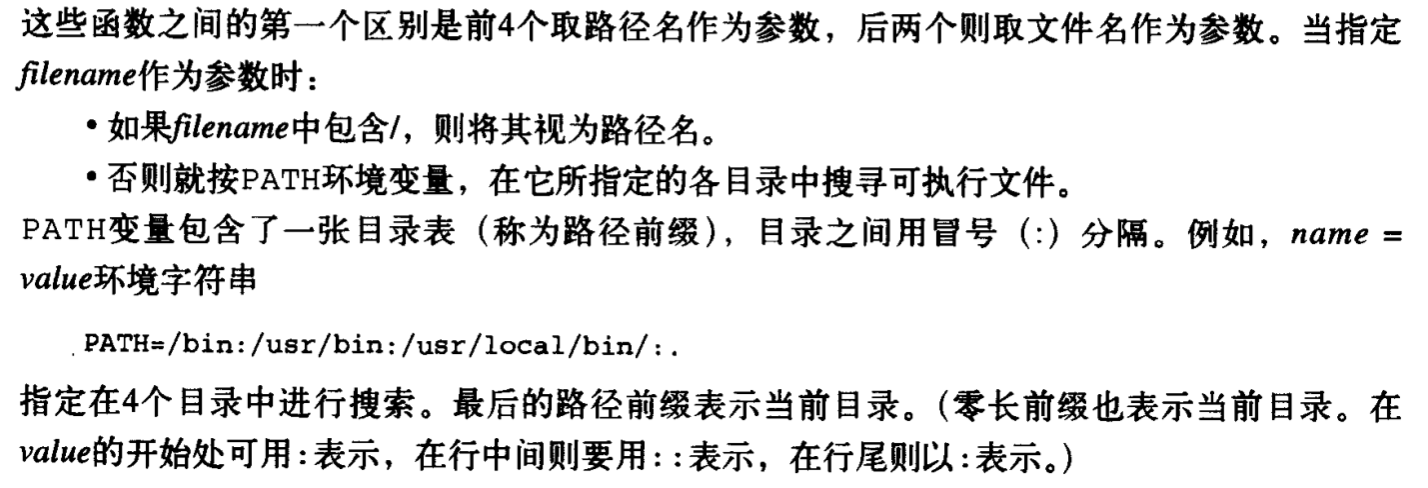 这些函数之间的第一个区别是前4个取路径名作为参数，后两个则取文件名作为参数。当指定
filename作为参数时：
• 如果filename中包含/，则将其视为路径名。
• 否则就按PATH环境变量，在它所指定的各目录中搜寻可执行文件。
PATH变量包含了一张目录表（称为路径前缀），目录之间用冒号（:）分隔。例如，name =
value环境字符串
PATH=/bin:/usr/bin:/usr/local/bin/:.
指定在4个目录中进行搜索。最后的路径前缀表示当前目录。（零长前缀也表示当前目录。在
value的开始处可用:表示，在行中间则要用::表示，在行尾则以:表示。）